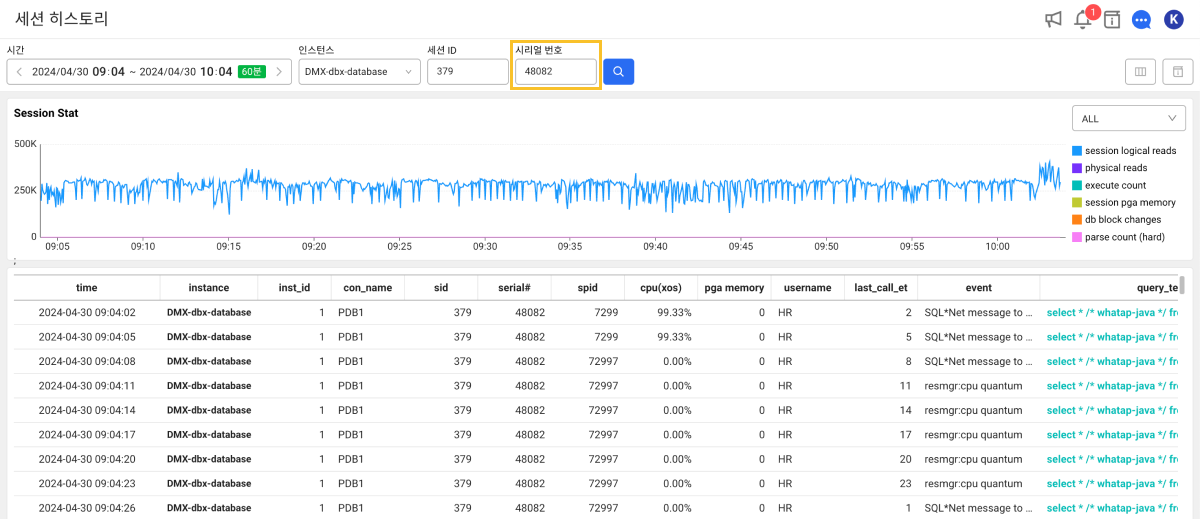 세션 히스토리
1
K
시간 인스턴스 세션 ID 시리얼 번호
2024/04/30 09:04 ~ 2024/04/30 10:04 60분 DMX-dbx-database 379 48082
Session Stat
ALL
500K
250K
0
09:05 09:10 09:15 09:20 09:25 09:30 09:35 09:40 09:45 09:50 09:55 10:00
session logical reads
physical reads
execute count
session pga memory
db block changes
parse count (hard)
time instance inst_id con_name sid serial# spid cpu(xos) pga memory username last_call_et event query_te
2024-04-30 09:04:02 DMX-dbx-database 1 PDB1 379 48082 7299 99.33% 0 HR 2 SQL*Net message to ... select * /* whatap-java */ fro
2024-04-30 09:04:05 DMX-dbx-database 1 PDB1 379 48082 7299 99.33% 0 HR 5 SQL*Net message to ... select * /* whatap-java */ fro
2024-04-30 09:04:08 DMX-dbx-database 1 PDB1 379 48082 72997 0.00% 0 HR 8 SQL*Net message to ... select * /* whatap-java */ fro
2024-04-30 09:04:11 DMX-dbx-database 1 PDB1 379 48082 72997 0.00% 0 HR 11 resmgr:cpu quantum select * /* whatap-java */ fro
2024-04-30 09:04:14 DMX-dbx-database 1 PDB1 379 48082 72997 0.00% 0 HR 14 resmgr:cpu quantum select * /* whatap-java */ fro
2024-04-30 09:04:17 DMX-dbx-database 1 PDB1 379 48082 72997 0.00% 0 HR 17 resmgr:cpu quantum select * /* whatap-java */ fro
2024-04-30 09:04:20 DMX-dbx-database 1 PDB1 379 48082 72997 0.00% 0 HR 20 resmgr:cpu quantum select * /* whatap-java */ fro
2024-04-30 09:04:23 DMX-dbx-database 1 PDB1 379 48082 72997 0.00% 0 HR 23 resmgr:cpu quantum select * /* whatap-java */ fro
2024-04-30 09:04:26 DMX-dbx-database 1 PDB1 379 48082 72997 0.00% 0 HR 1 SQL*Net message to ... select * /* whatap-java */ fro